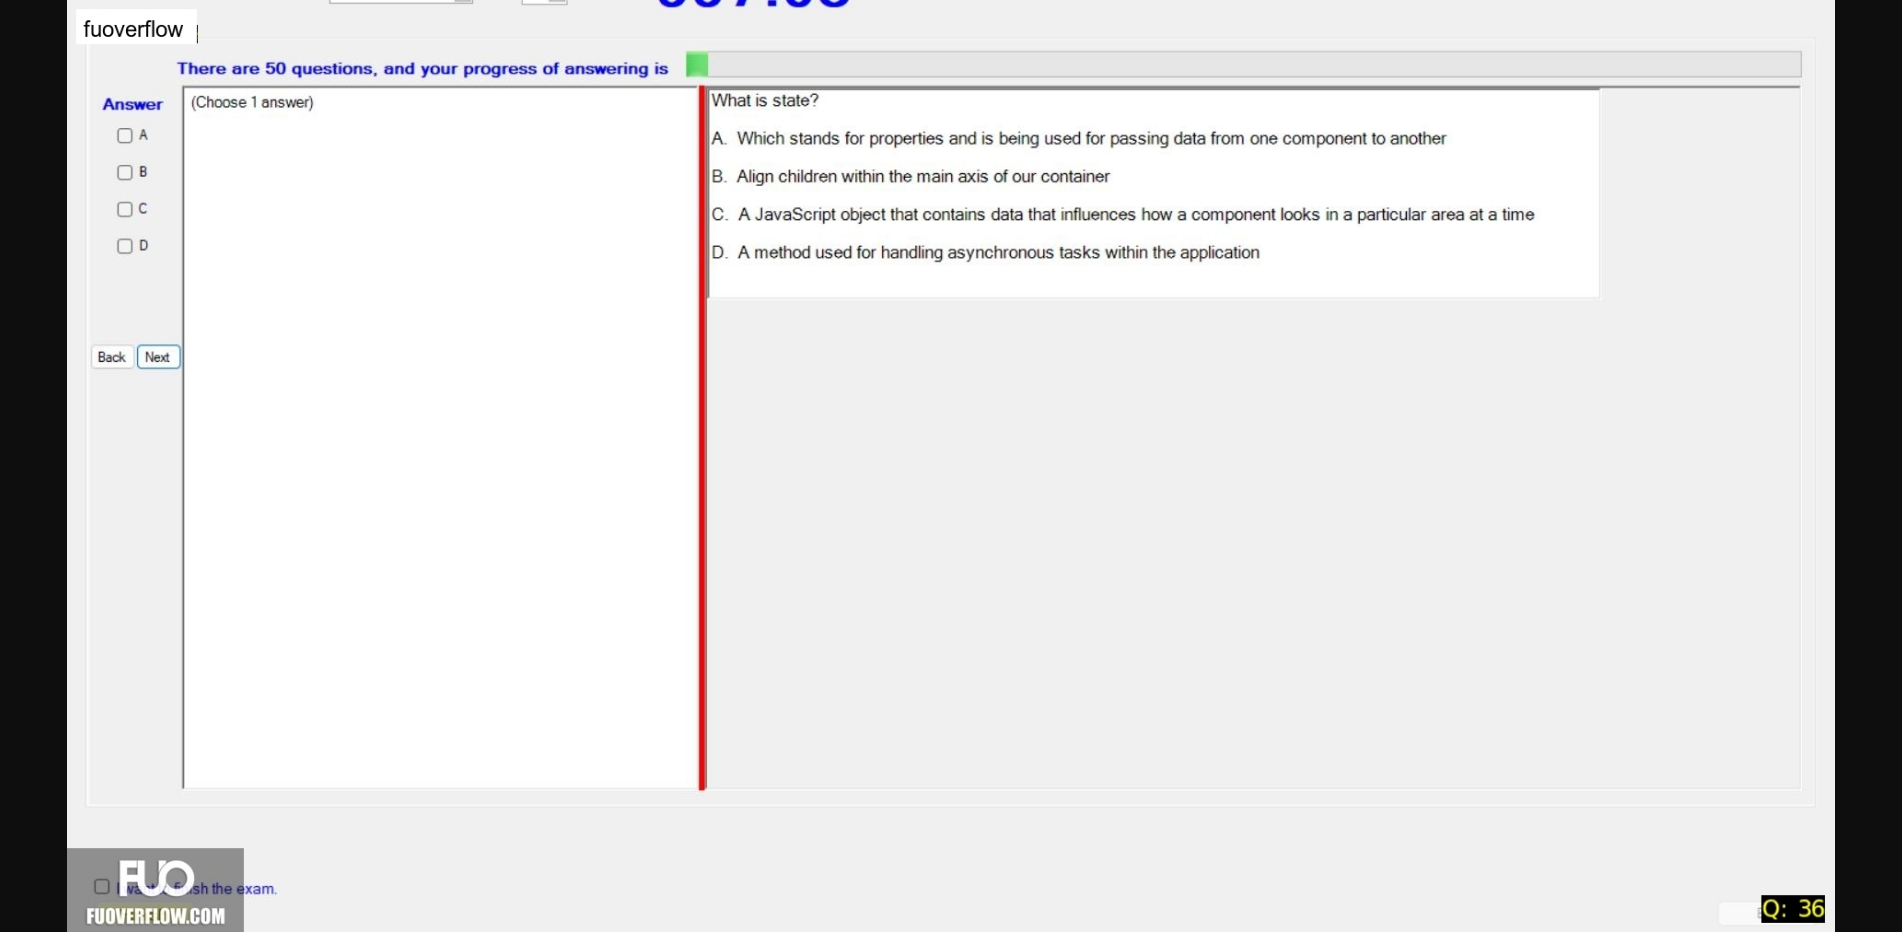 fuoverflow
There are 50 questions, and your progress of answering is
Answer
(Choose 1 answer)
A
B
C
D
Back Next
What is state?
A. Which stands for properties and is being used for passing data from one component to another
B. Align children within the main axis of our container
C. A JavaScript object that contains data that influences how a component looks in a particular area at a time
D. A method used for handling asynchronous tasks within the application
FUO
the exam.
FUOVERFLOW.COM
Q: 36